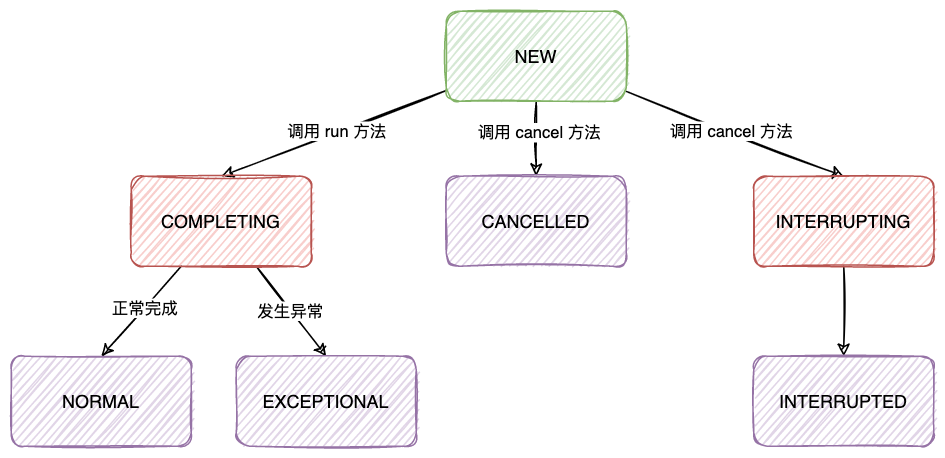 NEW
调用 run 方法
调用 cancel 方法
调用 cancel 方法
COMPLETING
CANCELLED
INTERRUPTING
正常完成
发生异常
NORMAL
EXCEPTIONAL
INTERRUPTED